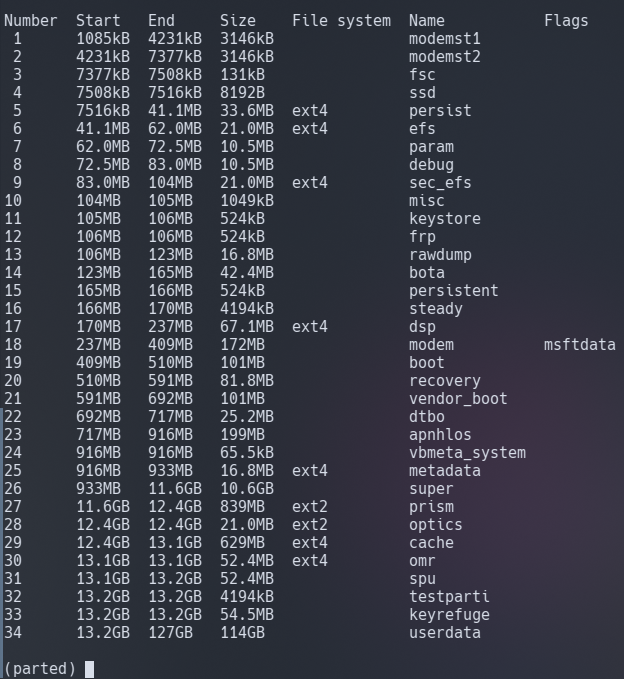 Number  Start   End     Size    File system  Name           Flags
 1      1085kB  4231kB  3146kB               modemst1
 2      4231kB  7377kB  3146kB               modemst2
 3      7377kB  7508kB  131kB                fsc
 4      7508kB  7516kB  8192B                ssd
 5      7516kB  41.1MB  33.6MB  ext4         persist
 6      41.1MB  62.0MB  21.0MB  ext4         efs
 7      62.0MB  72.5MB  10.5MB               param
 8      72.5MB  83.0MB  10.5MB               debug
 9      83.0MB  104MB   21.0MB  ext4         sec_efs
10      104MB   105MB   1049kB               misc
11      105MB   106MB   524kB                keystore
12      106MB   106MB   524kB                frp
13      106MB   123MB   16.8MB               rawdump
14      123MB   165MB   42.4MB               bota
15      165MB   166MB   524kB                persistent
16      166MB   170MB   4194kB               steady
17      170MB   237MB   67.1MB  ext4         dsp
18      237MB   409MB   172MB                modem          msftdata
19      409MB   510MB   101MB                boot
20      510MB   591MB   81.8MB               recovery
21      591MB   692MB   101MB                vendor_boot
22      692MB   717MB   25.2MB               dtbo
23      717MB   916MB   199MB                apnhlos
24      916MB   916MB   65.5kB               vbmeta_system
25      916MB   933MB   16.8MB  ext4         metadata
26      933MB   11.6GB  10.6GB               super
27      11.6GB  12.4GB  839MB   ext2         prism
28      12.4GB  12.4GB  21.0MB  ext2         optics
29      12.4GB  13.1GB  629MB   ext4         cache
30      13.1GB  13.1GB  52.4MB  ext4         omr
31      13.1GB  13.2GB  52.4MB               spu
32      13.2GB  13.2GB  4194kB               testparti
33      13.2GB  13.2GB  54.5MB               keyrefuge
34      13.2GB  127GB   114GB                userdata
(parted)